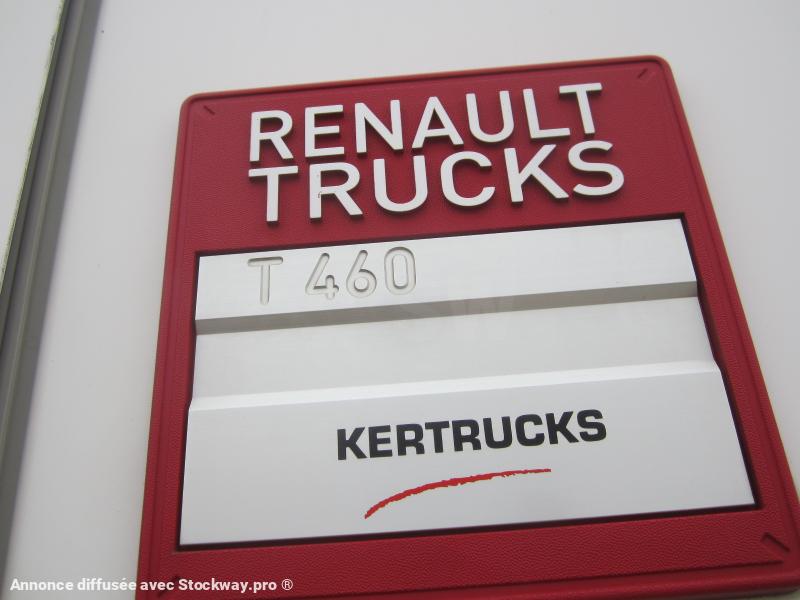 RENAULT
TRUCKS
T 460
KERTRUCKS
Annonce diffusée avec Stockway.pro ®